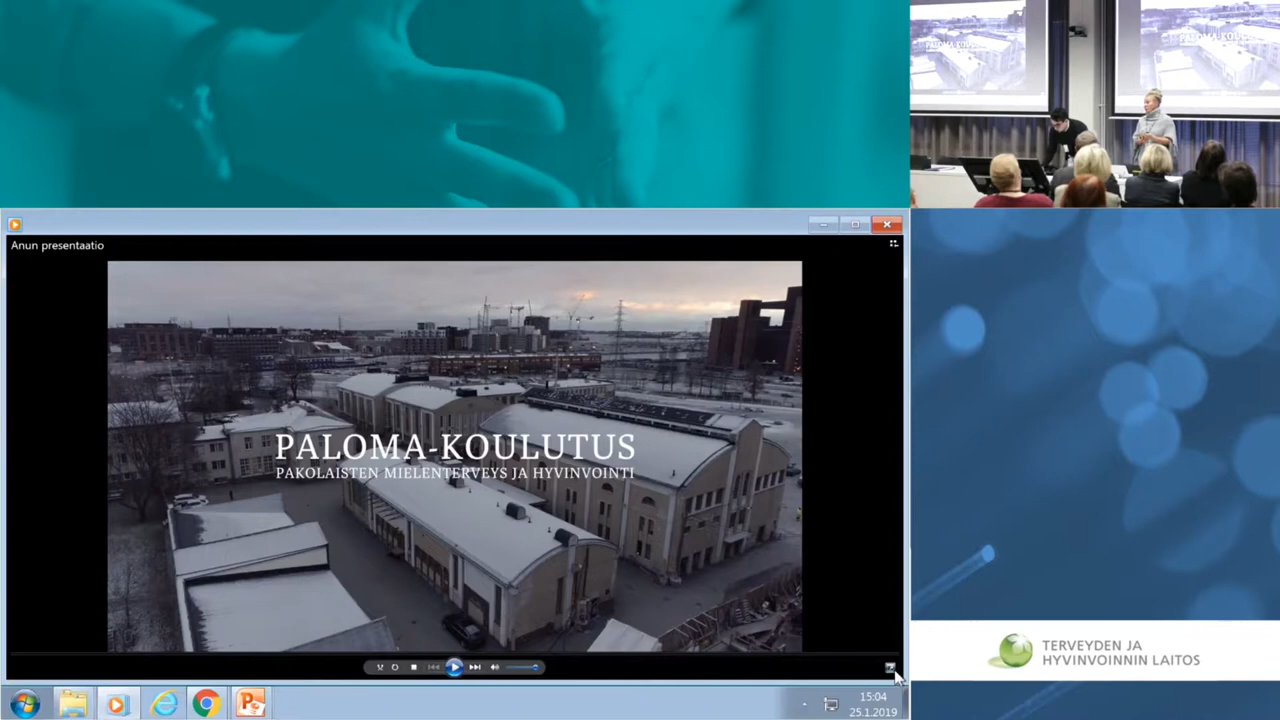 Anun presentaatio
PALOMA-KOULUTUS
PAKOLAISTEN MIELENTERVEYS JA HYVINVOINTI
TERVEYDEN JA
HYVINVOINNIN LAITOS
15:04
25.1.2019